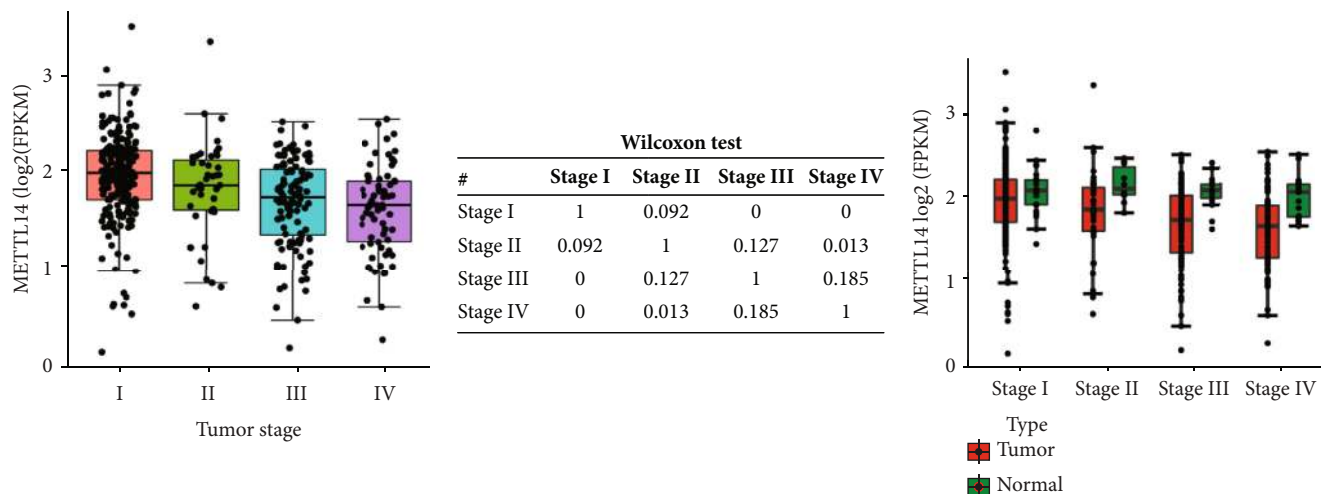 METTL14 (log2(FPKM)
3
2
1
0
I II III IV
Tumor stage
Wilcoxon test
# Stage I Stage II Stage III Stage IV
Stage I 1 0.092 0 0
Stage II 0.092 1 0.127 0.013
Stage III 0 0.127 1 0.185
Stage IV 0 0.013 0.185 1
METTL14 log2 (FPKM)
3
2
1
0
Stage I Stage II Stage III Stage IV
Type
Tumor
Normal